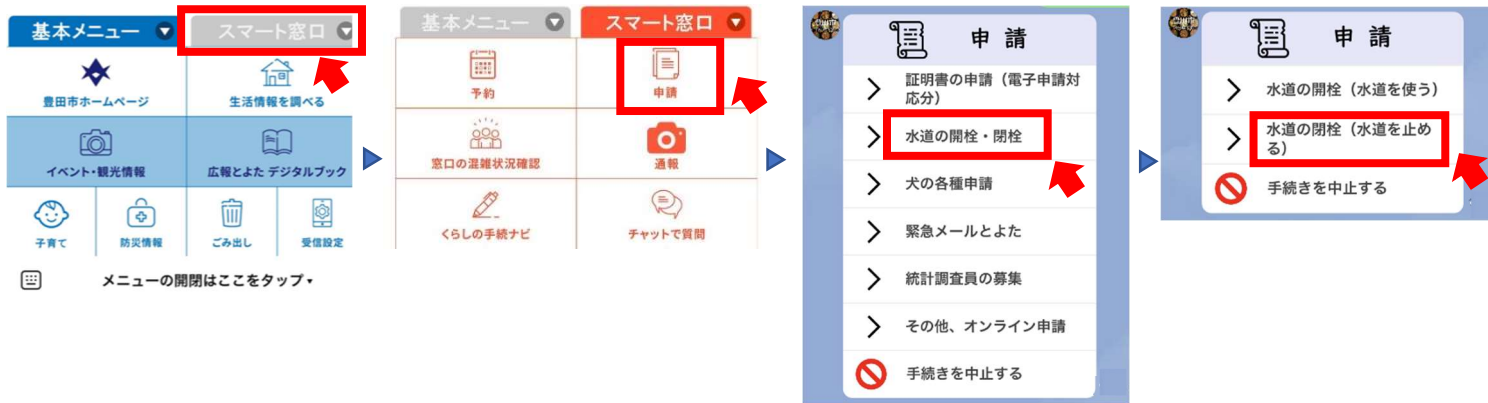 基本メニュー
スマート窓口
豊田市ホームページ
生活情報を調べる
イベント・観光情報
広報とよた デジタルブック
子育て
防災情報
ごみ出し
受信設定
メニューの開閉はここをタップ
基本メニュー
スマート窓口
予約
申請
窓口の混雑状況確認
通報
くらしの手続ナビ
チャットで質問
申請
証明書の申請（電子申請対
応分）
水道の開栓・閉栓
犬の各種申請
緊急メールとよた
統計調査員の募集
その他、オンライン申請
手続きを中止する
申請
水道の開栓（水道を使う）
水道の閉栓（水道を止め
る）
手続きを中止する